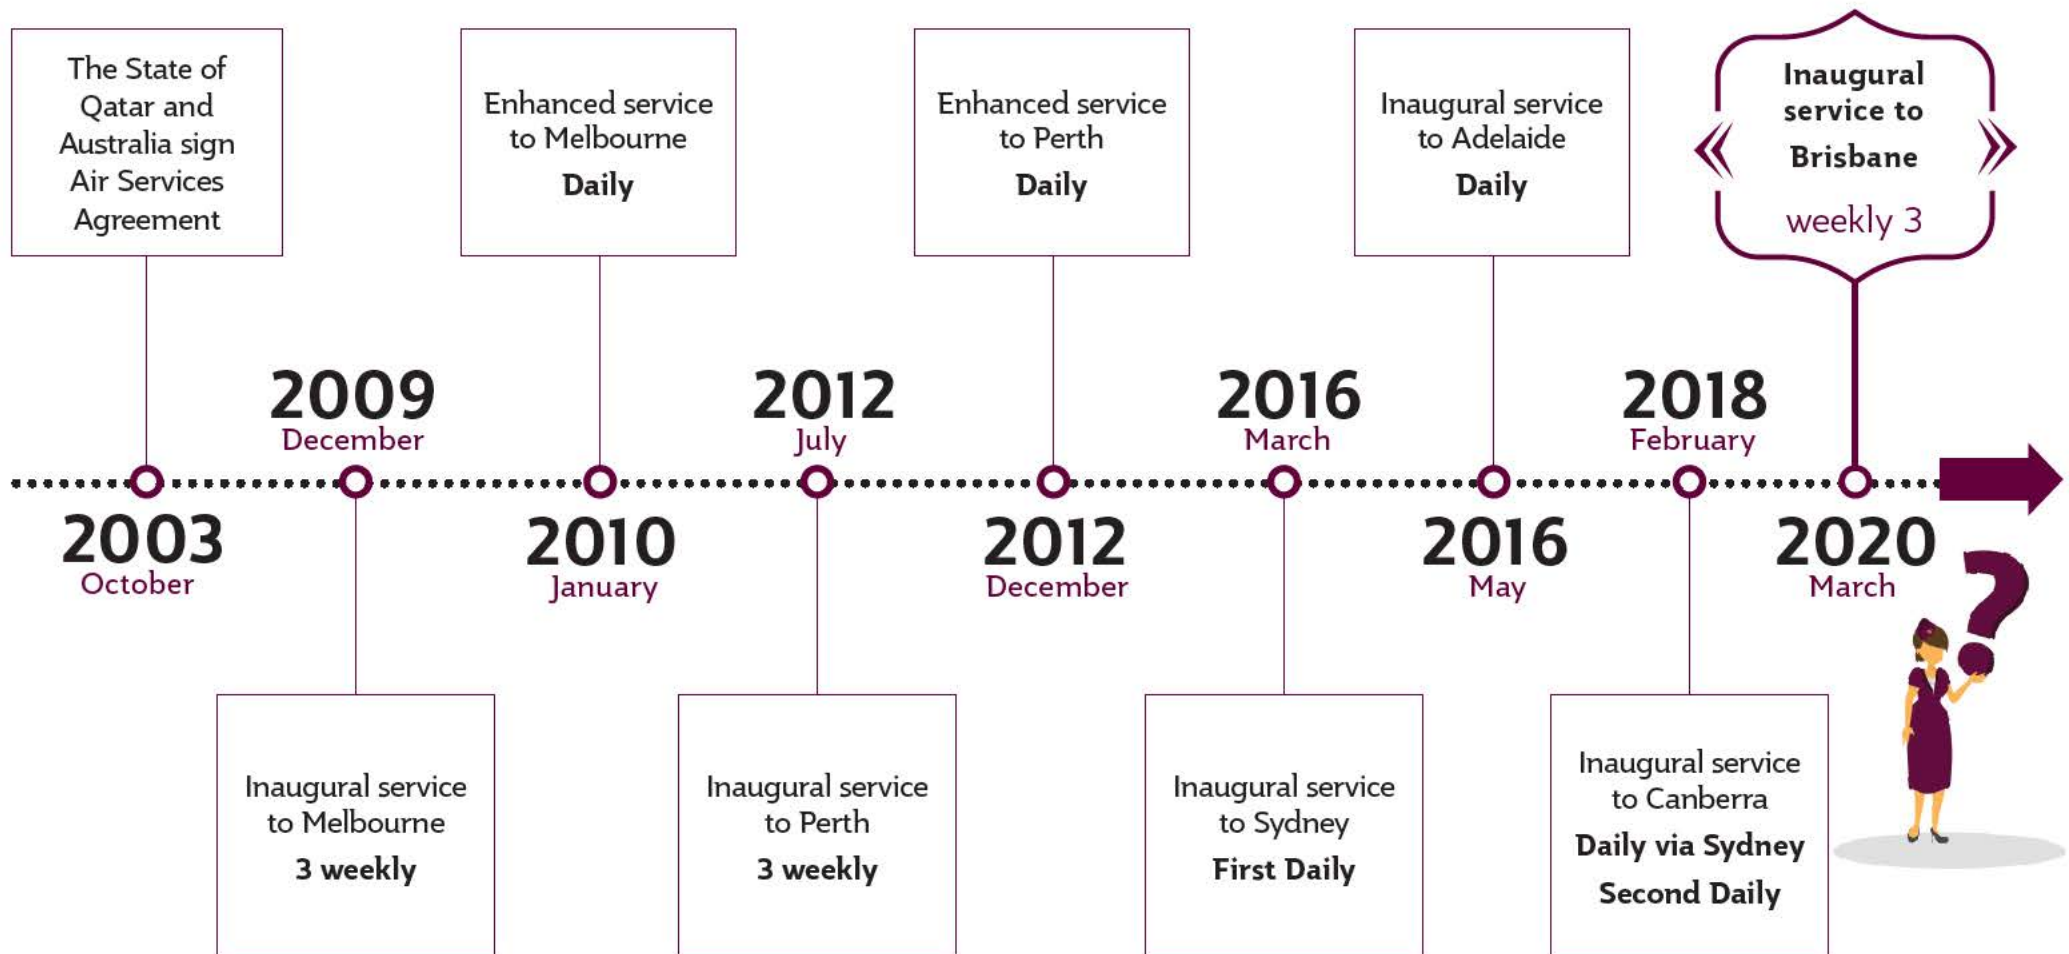 The State of
Qatar and
Australia sign
Air Services
Agreement
2003
October
2009
December
Inaugural service
to Melbourne
3 weekly
Enhanced service
to Melbourne
Daily
2010
January
2012
July
Inaugural service
to Perth
3 weekly
Enhanced service
to Perth
Daily
2012
December
2016
March
Inaugural service
to Sydney
First Daily
Inaugural service
to Adelaide
Daily
2016
May
2018
February
Inaugural service
to Canberra
Daily via Sydney
Second Daily
Inaugural
service to
Brisbane
weekly 3
2020
March
?